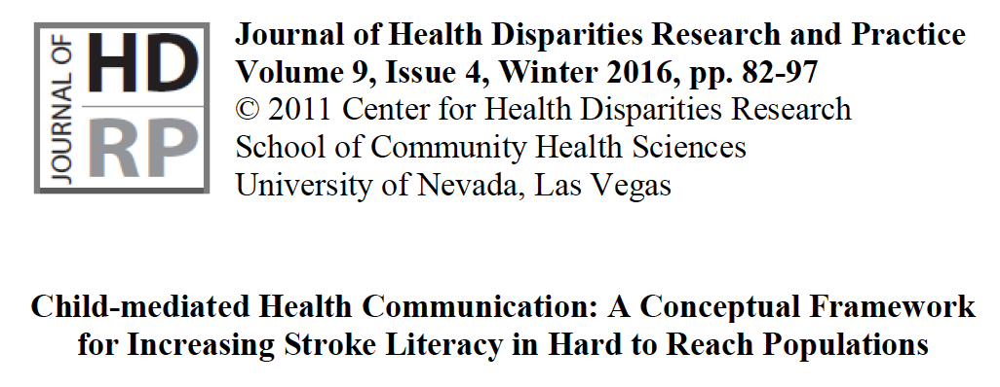 JOURNAL OF
HD
RP
Journal of Health Disparities Research and Practice
Volume 9, Issue 4, Winter 2016, pp. 82-97
© 2011 Center for Health Disparities Research
School of Community Health Sciences
University of Nevada, Las Vegas
Child-mediated Health Communication: A Conceptual Framework
for Increasing Stroke Literacy in Hard to Reach Populations